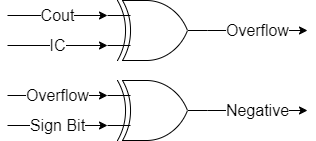 Cout
IC
Overflow
Overflow
Sign Bit
Negative